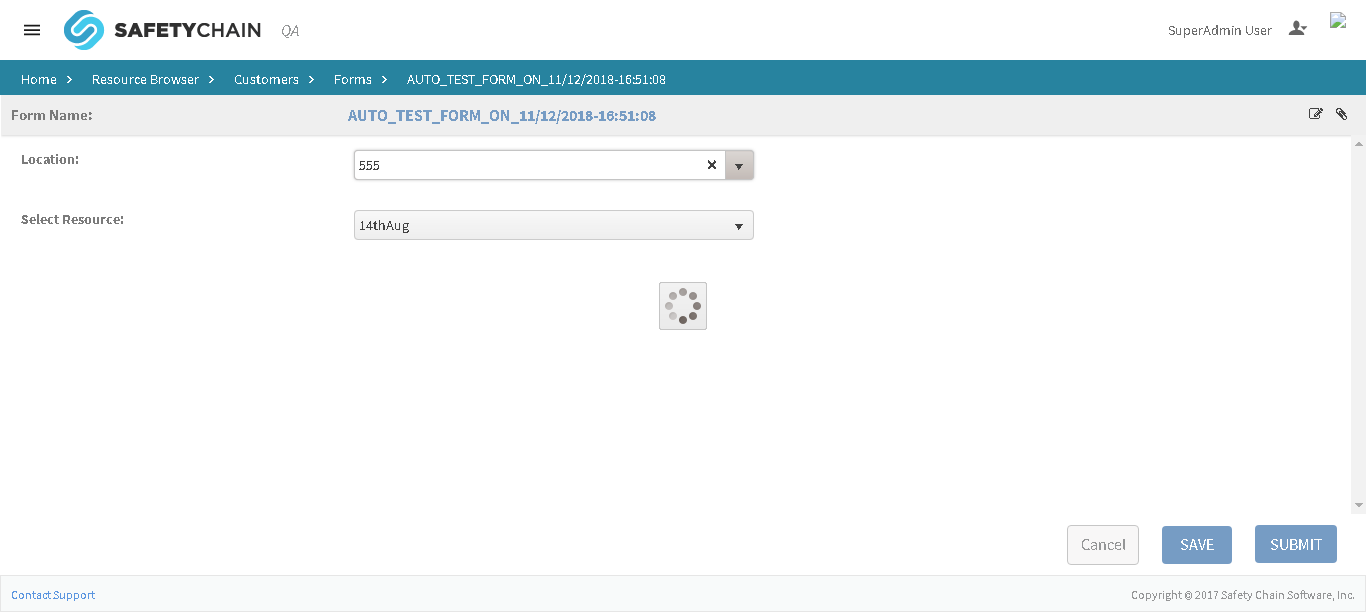 SAFETYCHAIN QA SuperAdmin User
Home Resource Browser Customers Forms AUTO_TEST_FORM_ON_11/12/2018-16:51:08
Form Name: AUTO_TEST_FORM_ON_11/12/2018-16:51:08
Location: 555
Select Resource: 14thAug
Cancel SAVE SUBMIT
Contact Support Copyright © 2017 Safety Chain Software, Inc.